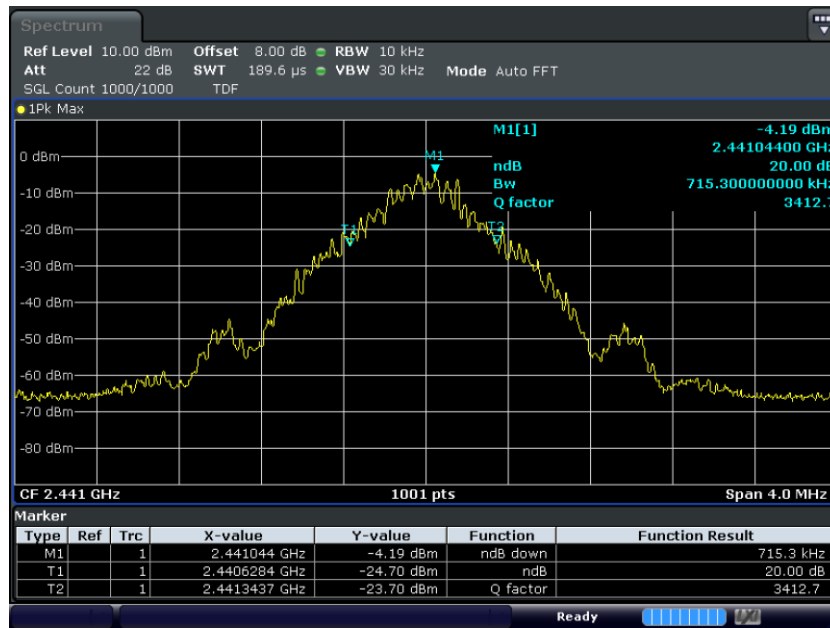 Spectrum
Ref Level 10.00 dBm Offset 8.00 dB RBW 10 kHz
Att 22 dB SWT 189.6 µs VBW 30 kHz Mode Auto FFT
SGL Count 1000/1000 TDF
1Pk Max
M1[1] -4.19 dBm
2.44104400 GHz
ndB 20.00 dB
Bw 715.300000000 kHz
Q factor 3412.7
M1
T1
T2
0 dBm
-10 dBm
-20 dBm
-30 dBm
-40 dBm
-50 dBm
-60 dBm
-70 dBm
-80 dBm
CF 2.441 GHz 1001 pts Span 4.0 MHz
Marker
Type Ref Trc X-value Y-value Function Function Result
M1 1 2.441044 GHz -4.19 dBm ndB down 715.3 kHz
T1 1 2.4406284 GHz -24.70 dBm ndB 20.00 dB
T2 1 2.4413437 GHz -23.70 dBm Q factor 3412.7
Ready